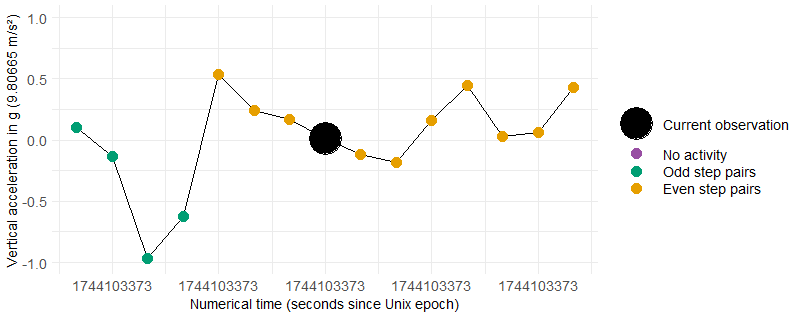 Vertical acceleration in g (9.80665 m/s²)
1.0
0.5
0.0
-0.5
-1.0
1744103373 1744103373 1744103373 1744103373 1744103373
Numerical time (seconds since Unix epoch)
Current observation
No activity
Odd step pairs
Even step pairs